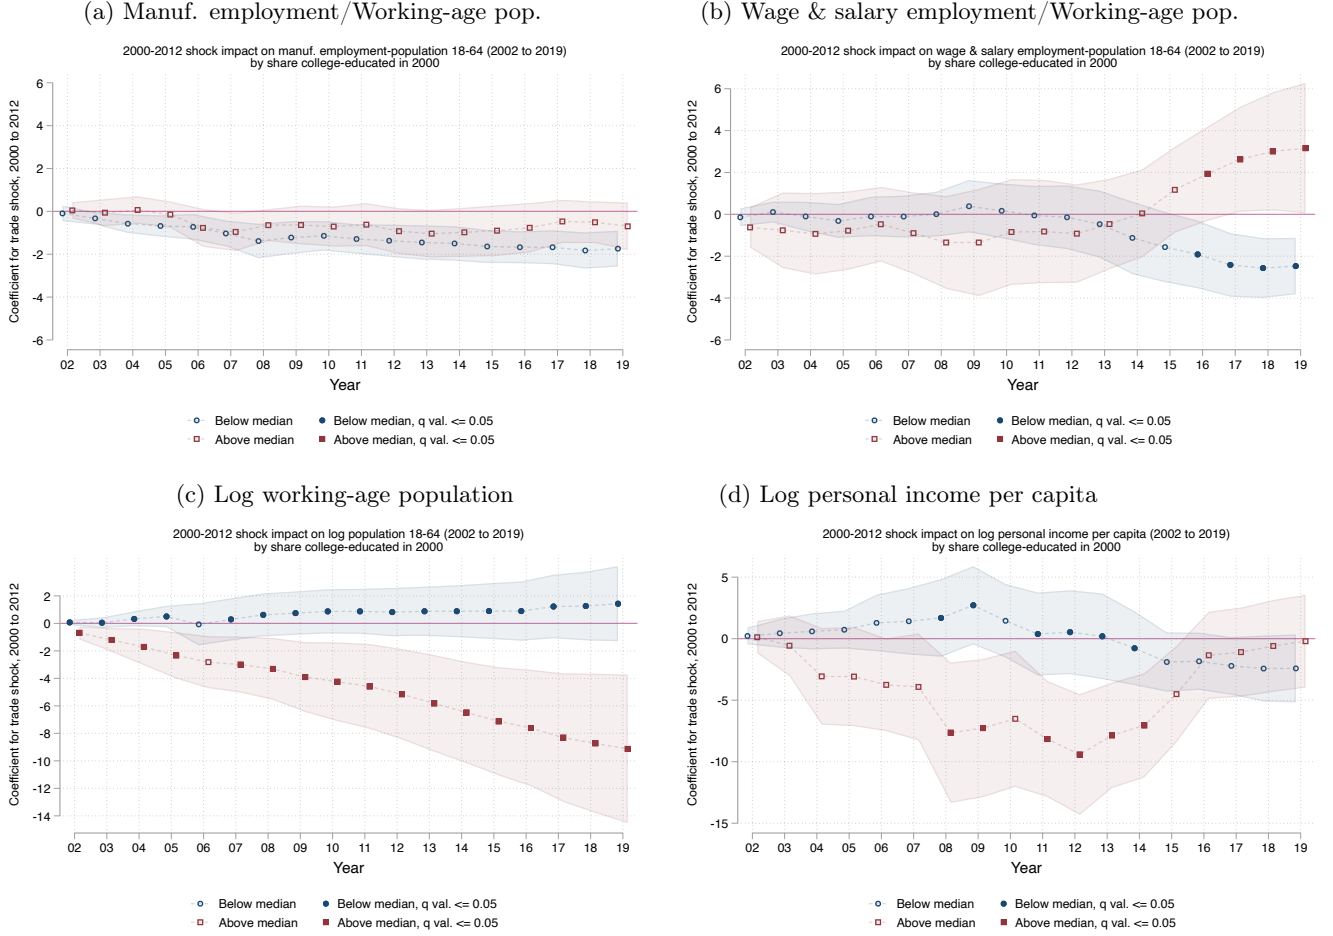 (a) Manuf. employment/Working-age pop.
2000-2012 shock impact on manuf. employment-population 18-64 (2002 to 2019)
by share college-educated in 2000
Coefficient for trade shock, 2000 to 2012
6
4
2
0
-2
-4
-6
02 03 04 05 06 07 08 09 10 11 12 13 14 15 16 17 18 19
Year
Below median Below median, q val. <= 0.05
Above median Above median, q val. <= 0.05
(b) Wage & salary employment/Working-age pop.
2000-2012 shock impact on wage & salary employment-population 18-64 (2002 to 2019)
by share college-educated in 2000
Coefficient for trade shock, 2000 to 2012
6
4
2
0
-2
-4
-6
02 03 04 05 06 07 08 09 10 11 12 13 14 15 16 17 18 19
Year
Below median Below median, q val. <= 0.05
Above median Above median, q val. <= 0.05
(c) Log working-age population
2000-2012 shock impact on log population 18-64 (2002 to 2019)
by share college-educated in 2000
Coefficient for trade shock, 2000 to 2012
2
0
-2
-4
-6
-8
-10
-12
-14
02 03 04 05 06 07 08 09 10 11 12 13 14 15 16 17 18 19
Year
Below median Below median, q val. <= 0.05
Above median Above median, q val. <= 0.05
(d) Log personal income per capita
2000-2012 shock impact on log personal income per capita (2002 to 2019)
by share college-educated in 2000
Coefficient for trade shock, 2000 to 2012
5
0
-5
-10
-15
02 03 04 05 06 07 08 09 10 11 12 13 14 15 16 17 18 19
Year
Below median Below median, q val. <= 0.05
Above median Above median, q val. <= 0.05